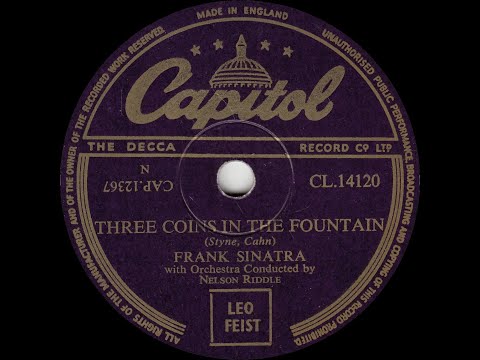 MADE IN ENGLAND
ALL RIGHTS OF THE MANUFACTURER AND OF THE OWNER OF THE RECORDED WORK RESERVED.
UNAUTHORISED PUBLIC PERFORMANCE, BROADCASTING AND COPYING OF THIS RECORD PROHIBITED.
Capitol
THE DECCA RECORD Cº LTD
N
CAP.12367
CL.14120
THREE COINS IN THE FOUNTAIN
(Styne, Cahn)
FRANK SINATRA
with Orchestra Conducted by
NELSON RIDDLE
LEO
FEIST